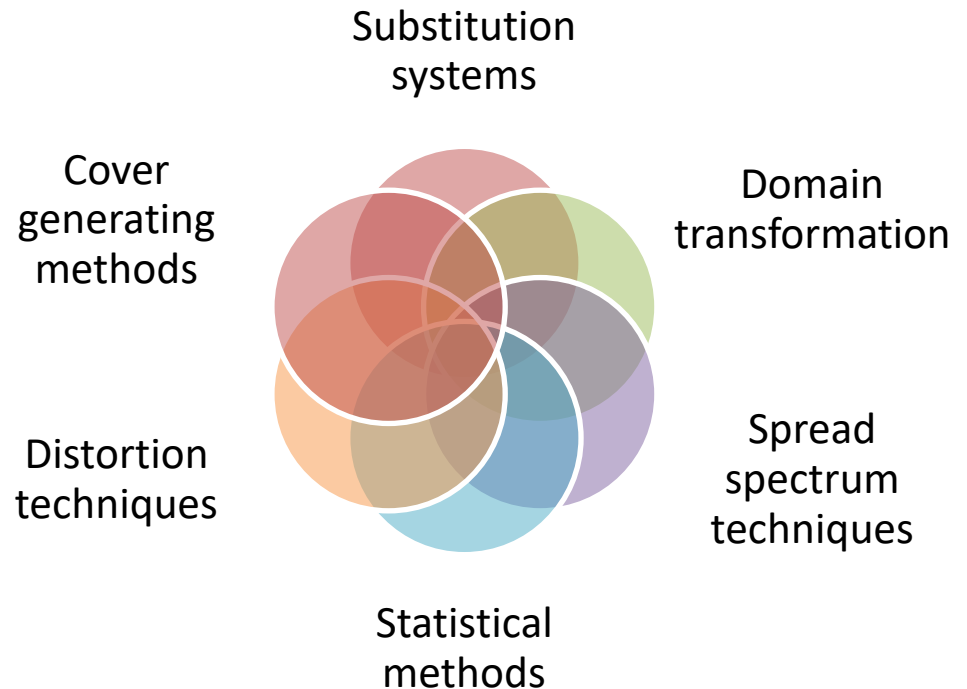 Substitution
systems
Cover
generating
methods
Domain
transformation
Distortion
techniques
Spread
spectrum
techniques
Statistical
methods